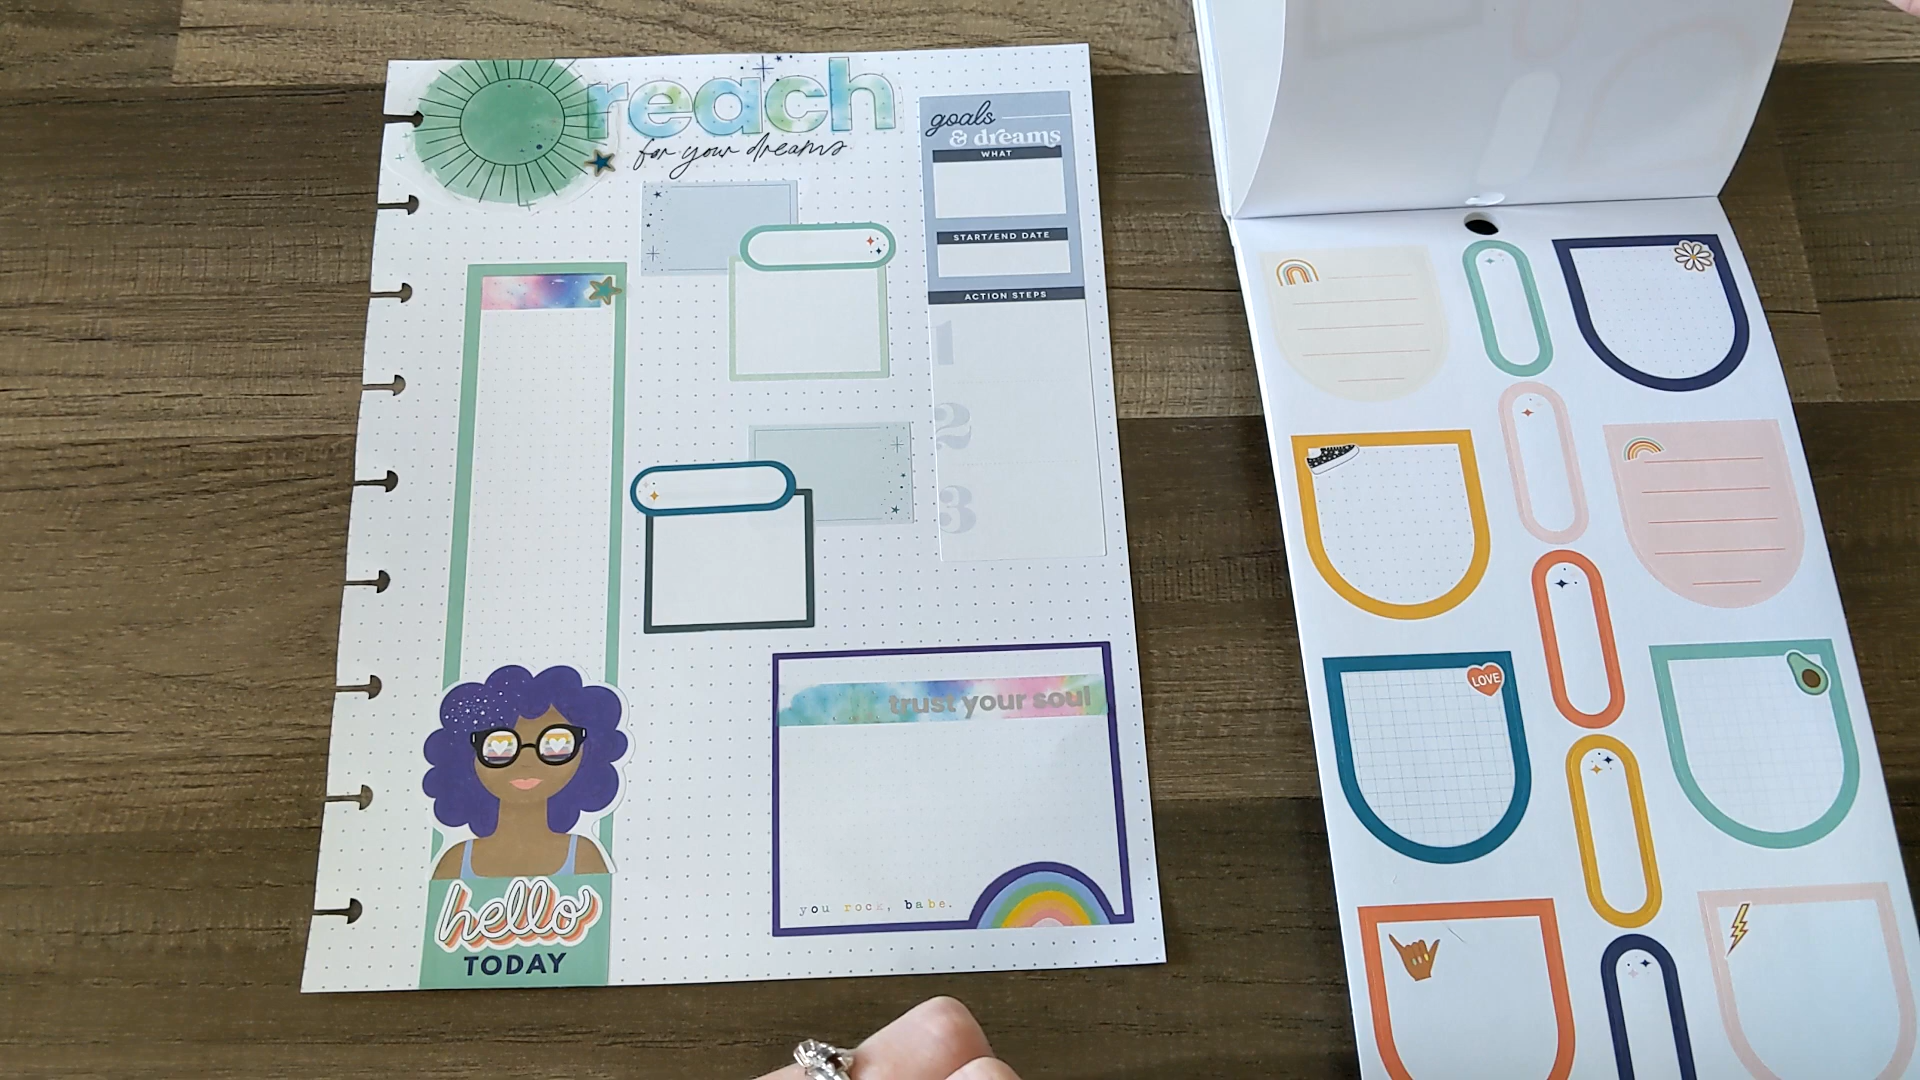 reach
for your dreams
goals
& dreams
WHAT
START/END DATE
ACTION STEPS
1
2
3
trust your soul
you rock, babe.
hello
TODAY
LOVE